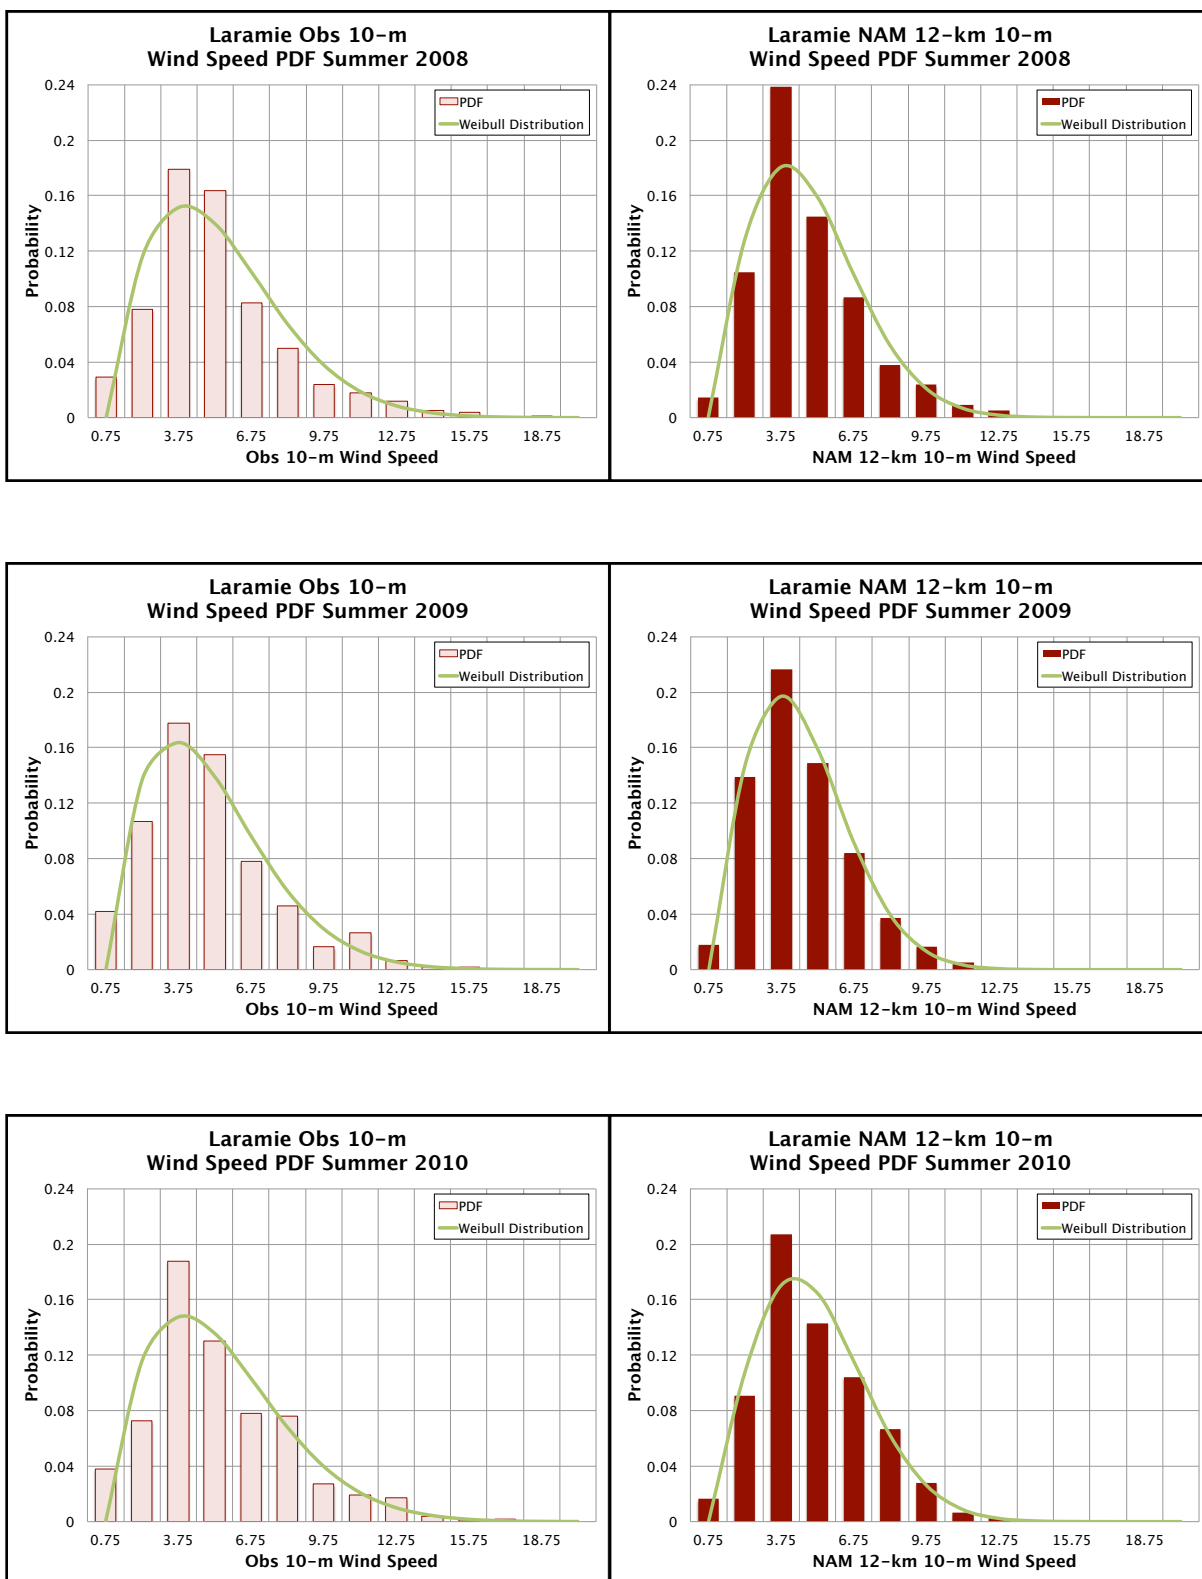 Laramie Obs 10-m
Wind Speed PDF Summer 2008
0.24
0.2
0.16
0.12
0.08
0.04
0
Probability
PDF
Weibull Distribution
0.75 3.75 6.75 9.75 12.75 15.75 18.75
Obs 10-m Wind Speed
Laramie NAM 12-km 10-m
Wind Speed PDF Summer 2008
0.24
0.2
0.16
0.12
0.08
0.04
0
Probability
PDF
Weibull Distribution
0.75 3.75 6.75 9.75 12.75 15.75 18.75
NAM 12-km 10-m Wind Speed
Laramie Obs 10-m
Wind Speed PDF Summer 2009
0.24
0.2
0.16
0.12
0.08
0.04
0
Probability
PDF
Weibull Distribution
0.75 3.75 6.75 9.75 12.75 15.75 18.75
Obs 10-m Wind Speed
Laramie NAM 12-km 10-m
Wind Speed PDF Summer 2009
0.24
0.2
0.16
0.12
0.08
0.04
0
Probability
PDF
Weibull Distribution
0.75 3.75 6.75 9.75 12.75 15.75 18.75
NAM 12-km 10-m Wind Speed
Laramie Obs 10-m
Wind Speed PDF Summer 2010
0.24
0.2
0.16
0.12
0.08
0.04
0
Probability
PDF
Weibull Distribution
0.75 3.75 6.75 9.75 12.75 15.75 18.75
Obs 10-m Wind Speed
Laramie NAM 12-km 10-m
Wind Speed PDF Summer 2010
0.24
0.2
0.16
0.12
0.08
0.04
0
Probability
PDF
Weibull Distribution
0.75 3.75 6.75 9.75 12.75 15.75 18.75
NAM 12-km 10-m Wind Speed